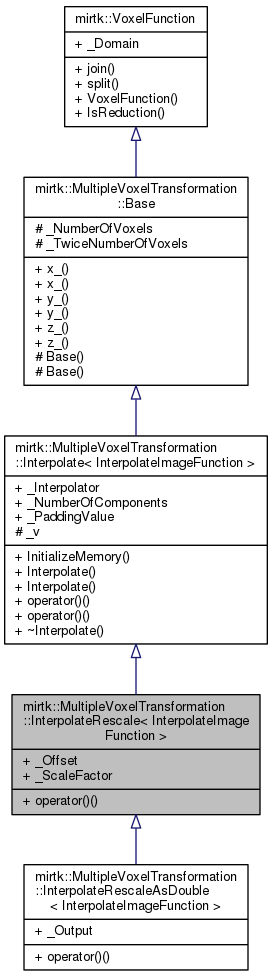 mirtk::VoxelFunction
+ _Domain
+ join()
+ split()
+ VoxelFunction()
+ IsReduction()
mirtk::MultipleVoxelTransformation
::Base
# _NumberOfVoxels
# _TwiceNumberOfVoxels
+ x_()
+ x_()
+ y_()
+ y_()
+ z_()
+ z_()
# Base()
# Base()
mirtk::MultipleVoxelTransformation
::Interpolate< InterpolateImageFunction >
+ _Interpolator
+ _NumberOfComponents
+ _PaddingValue
# _v
+ InitializeMemory()
+ Interpolate()
+ Interpolate()
+ operator()()
+ operator()()
+ ~Interpolate()
mirtk::MultipleVoxelTransformation
::InterpolateRescale< InterpolateImage
Function >
+ _Offset
+ _ScaleFactor
+ operator()()
mirtk::MultipleVoxelTransformation
::InterpolateRescaleAsDouble
< InterpolateImageFunction >
+ _Output
+ operator()()